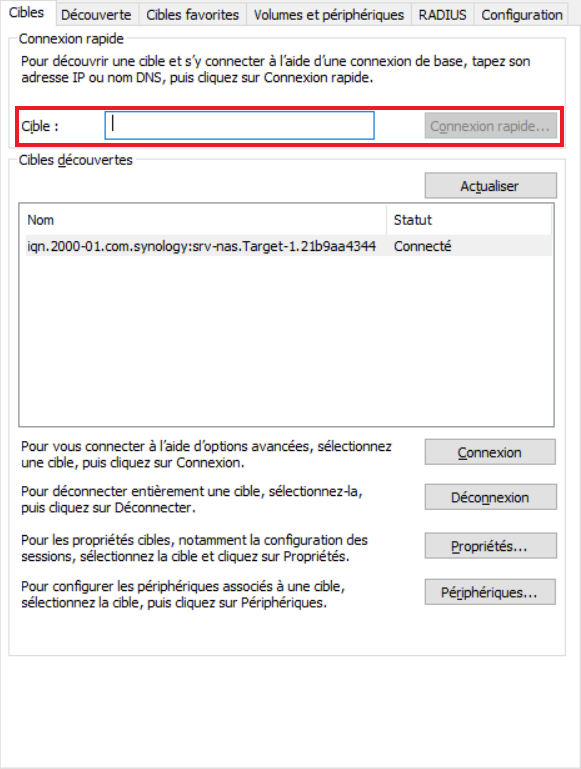 Cibles Découverte Cibles favorites Volumes et périphériques RADIUS Configuration
Connexion rapide
Pour découvrir une cible et s'y connecter à l'aide d'une connexion de base, tapez son
adresse IP ou nom DNS, puis cliquez sur Connexion rapide.
Cible : Connexion rapide...
Cibles découvertes
Actualiser
Nom Statut
iqn.2000-01.com.synology:srv-nas.Target-1.21b9aa4344 Connecté
Pour vous connecter à l'aide d'options avancées, sélectionnez
une cible, puis cliquez sur Connexion.
Connexion
Pour déconnecter entièrement une cible, sélectionnez-la,
puis cliquez sur Déconnecter.
Déconnexion
Pour les propriétés cibles, notamment la configuration des
sessions, sélectionnez la cible et cliquez sur Propriétés.
Propriétés...
Pour configurer les périphériques associés à une cible,
sélectionnez la cible, puis cliquez sur Périphériques.
Périphériques...